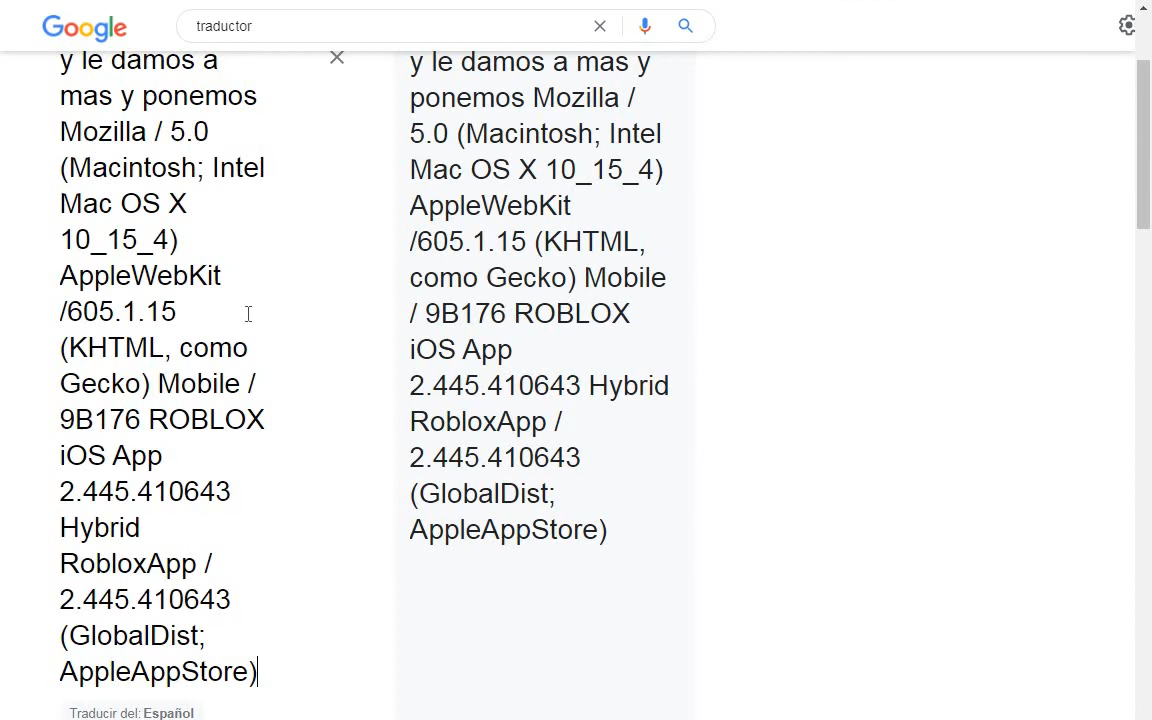 Google
traductor
y le damos a
mas y ponemos
Mozilla / 5.0
(Macintosh; Intel
Mac OS X
10_15_4)
AppleWebKit
/605.1.15
(KHTML, como
Gecko) Mobile /
9B176 ROBLOX
iOS App
2.445.410643
Hybrid
RobloxApp /
2.445.410643
(GlobalDist;
AppleAppStore)
Traducir del: Español
y le damos a mas y
ponemos Mozilla /
5.0 (Macintosh; Intel
Mac OS X 10_15_4)
AppleWebKit
/605.1.15 (KHTML,
como Gecko) Mobile
/ 9B176 ROBLOX
iOS App
2.445.410643 Hybrid
RobloxApp /
2.445.410643
(GlobalDist;
AppleAppStore)